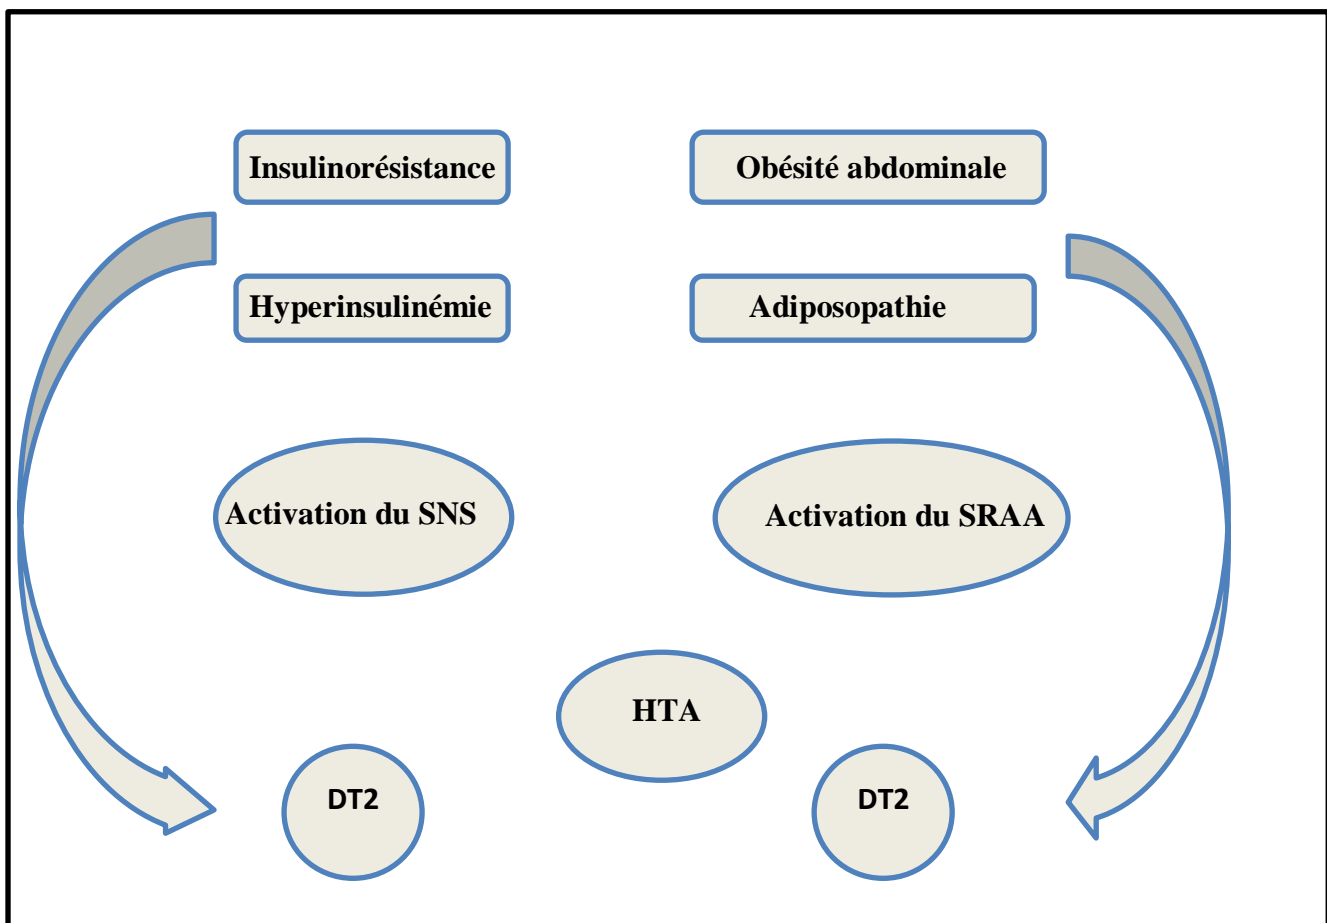 Insulinorésistance
Obésité abdominale
Hyperinsulinémie
Adiposopathie
Activation du SNS
Activation du SRAA
HTA
DT2
DT2